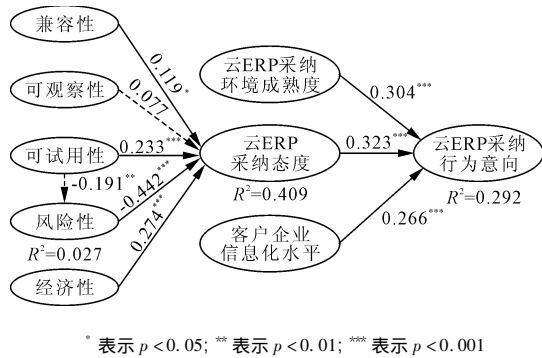 兼容性
可观察性
可试用性
-0.191**
风险性
R²=0.027
经济性
0.119*
0.077
0.233***
-0.442***
0.274***
云ERP采纳
环境成熟度
云ERP
采纳态度
R²=0.409
客户企业
信息化水平
0.304***
0.323***
0.266***
云ERP采纳
行为意向
R²=0.292
* 表示 p<0.05; ** 表示 p<0.01; *** 表示 p<0.001